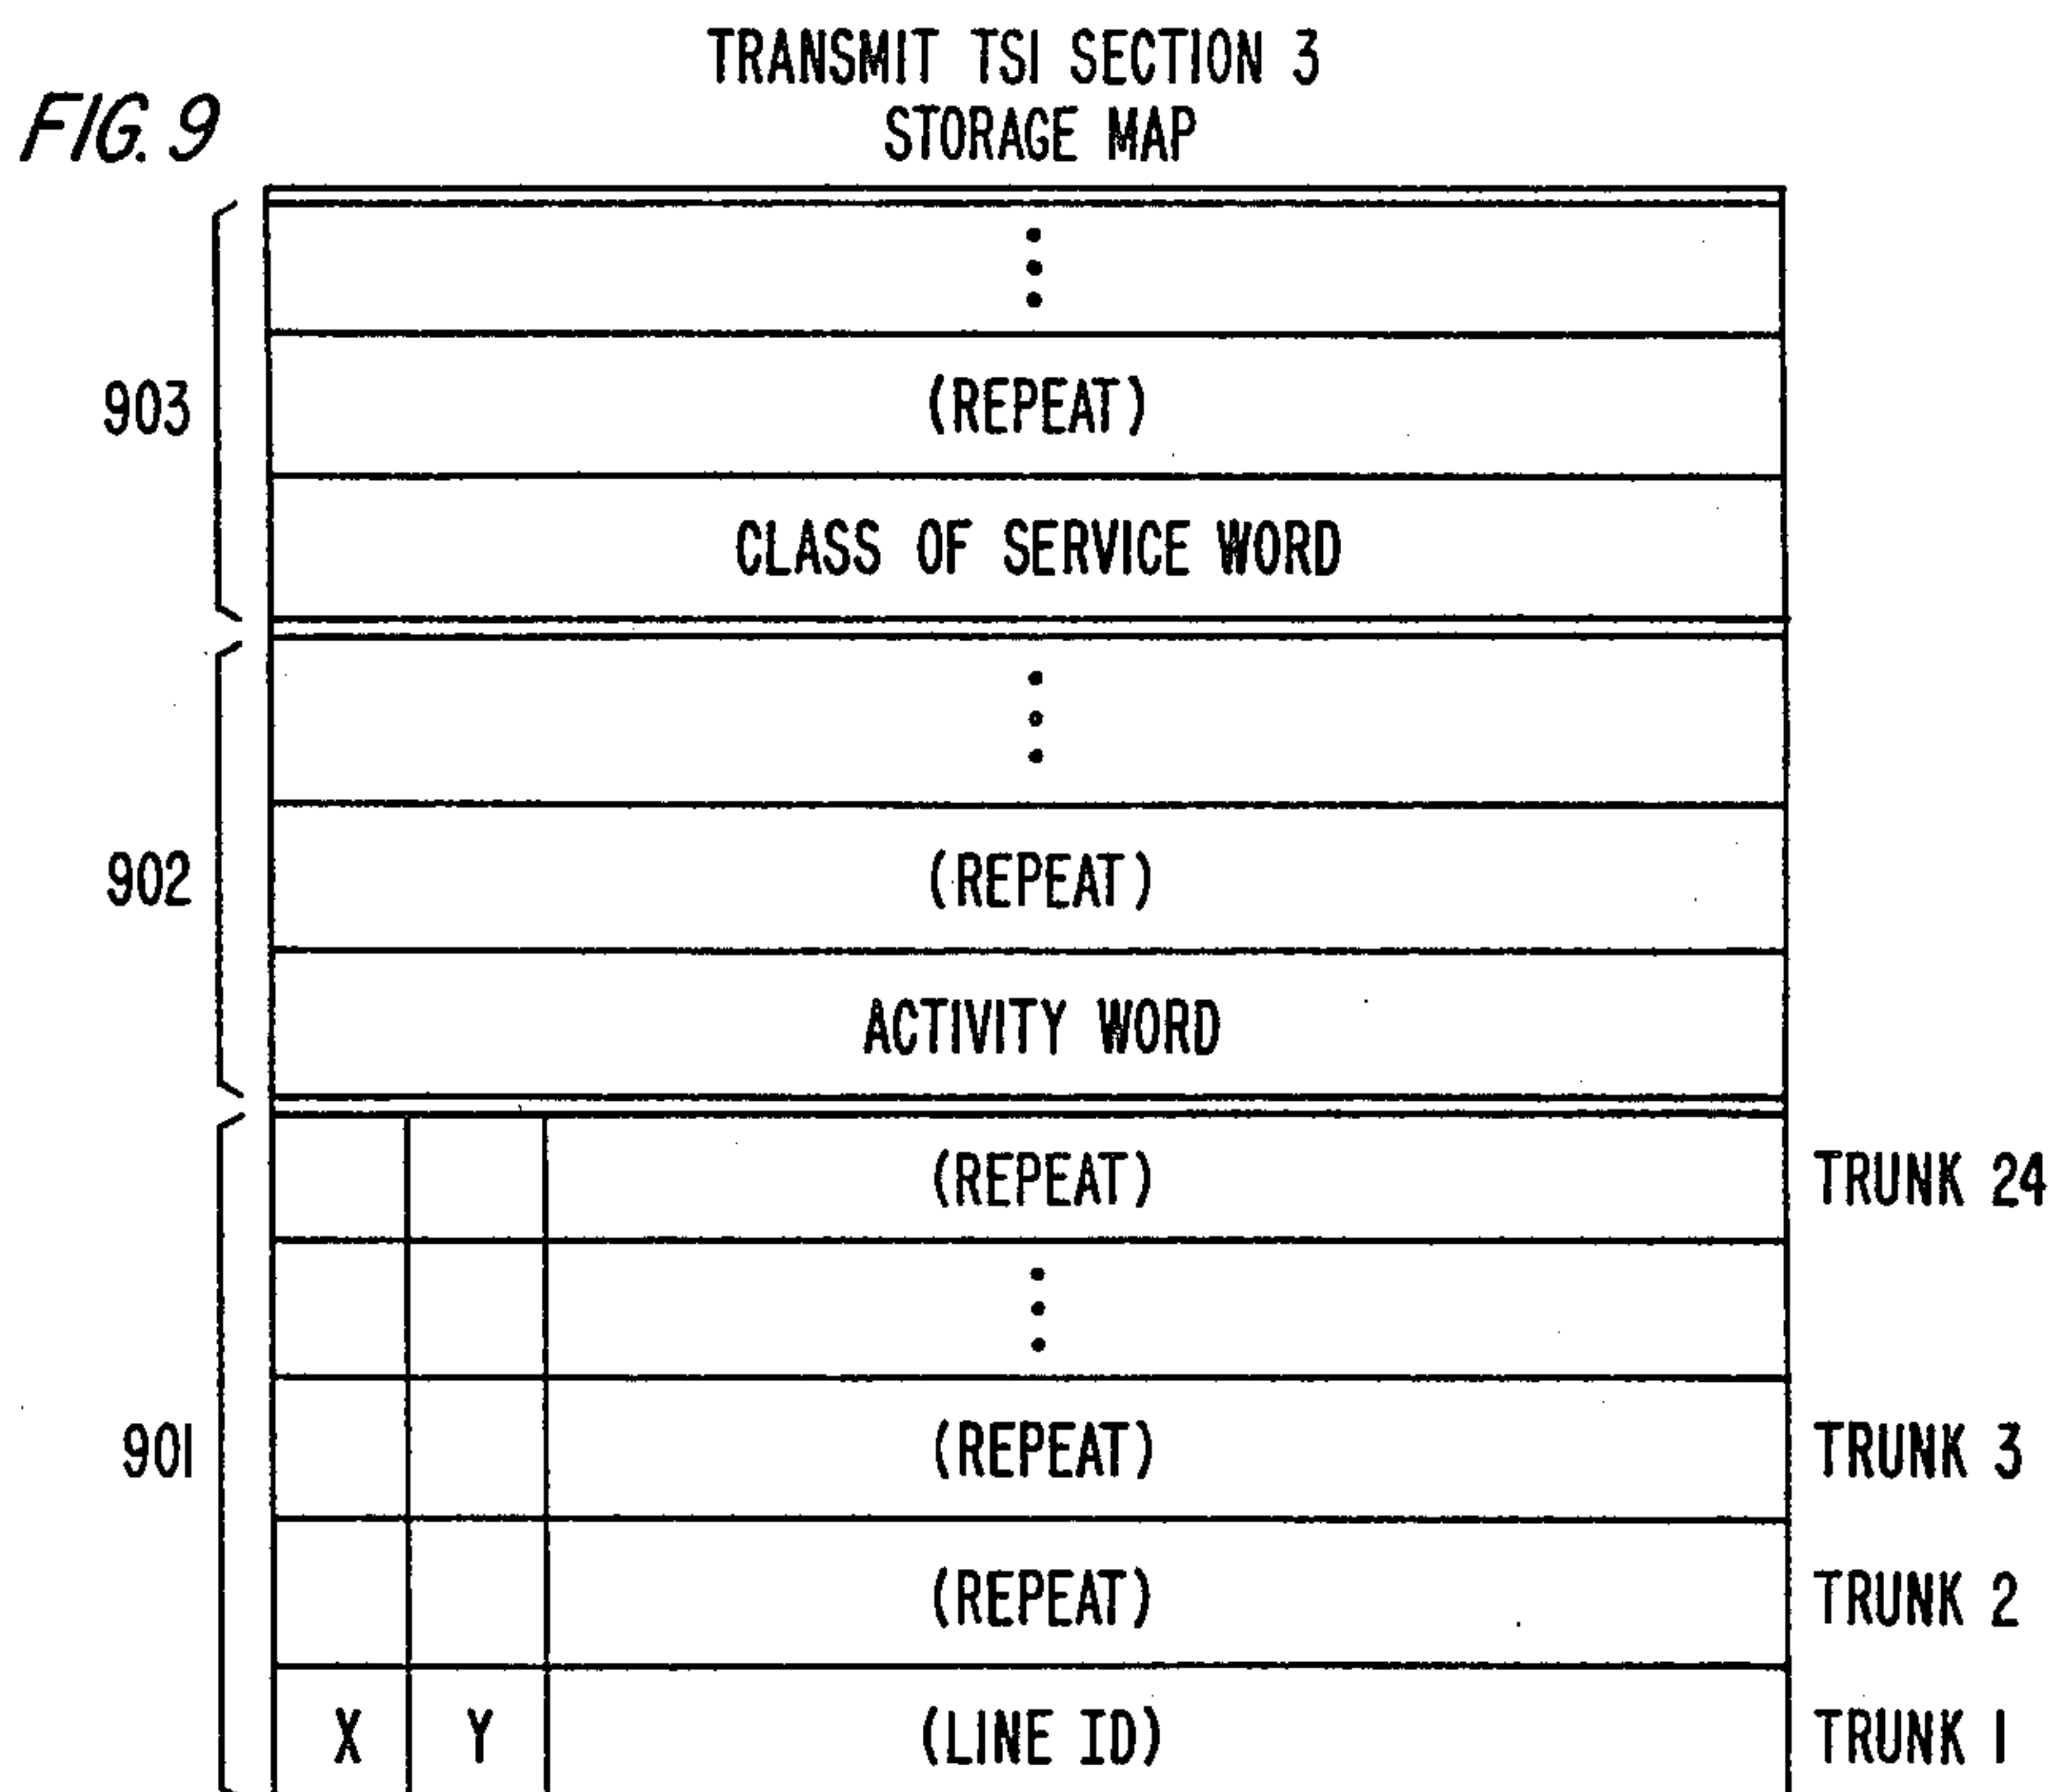 TRANSMIT TSI SECTION 3
STORAGE MAP
FIG. 9
903
(REPEAT)
CLASS OF SERVICE WORD
902
(REPEAT)
ACTIVITY WORD
901
(REPEAT) TRUNK 24
(REPEAT) TRUNK 3
(REPEAT) TRUNK 2
X Y (LINE ID) TRUNK 1